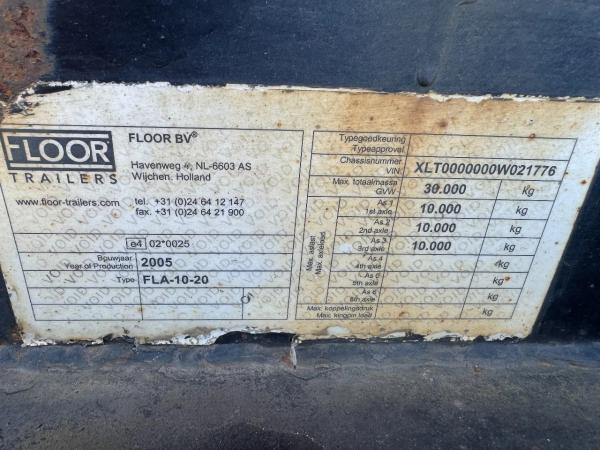 FLOOR
TRAILERS
FLOOR BV®
Havenweg 4, NL-6603 AS
Wijchen. Holland
www.floor-trailers.com
tel. +31 (0)24 64 12 147
fax. +31 (0)24 64 21 900
e4 02*0025
Bouwjaar
Year of Production 2005
Type FLA-10-20
Typegoedkeuring
Typeapproval
Chassisnummer
VIN XLT0000000W021776
Max. totaalmassa
GVW 30.000 Kg
Max. aslast
Max. axleload
As 1
1st axle 10.000 kg
As 2
2nd axle 10.000 kg
As 3
3rd axle 10.000 kg
As 4
4th axle kg
As 5
5th axle kg
As 6
6th axle kg
Max. koppelingsdruk
Max. kingpin load kg